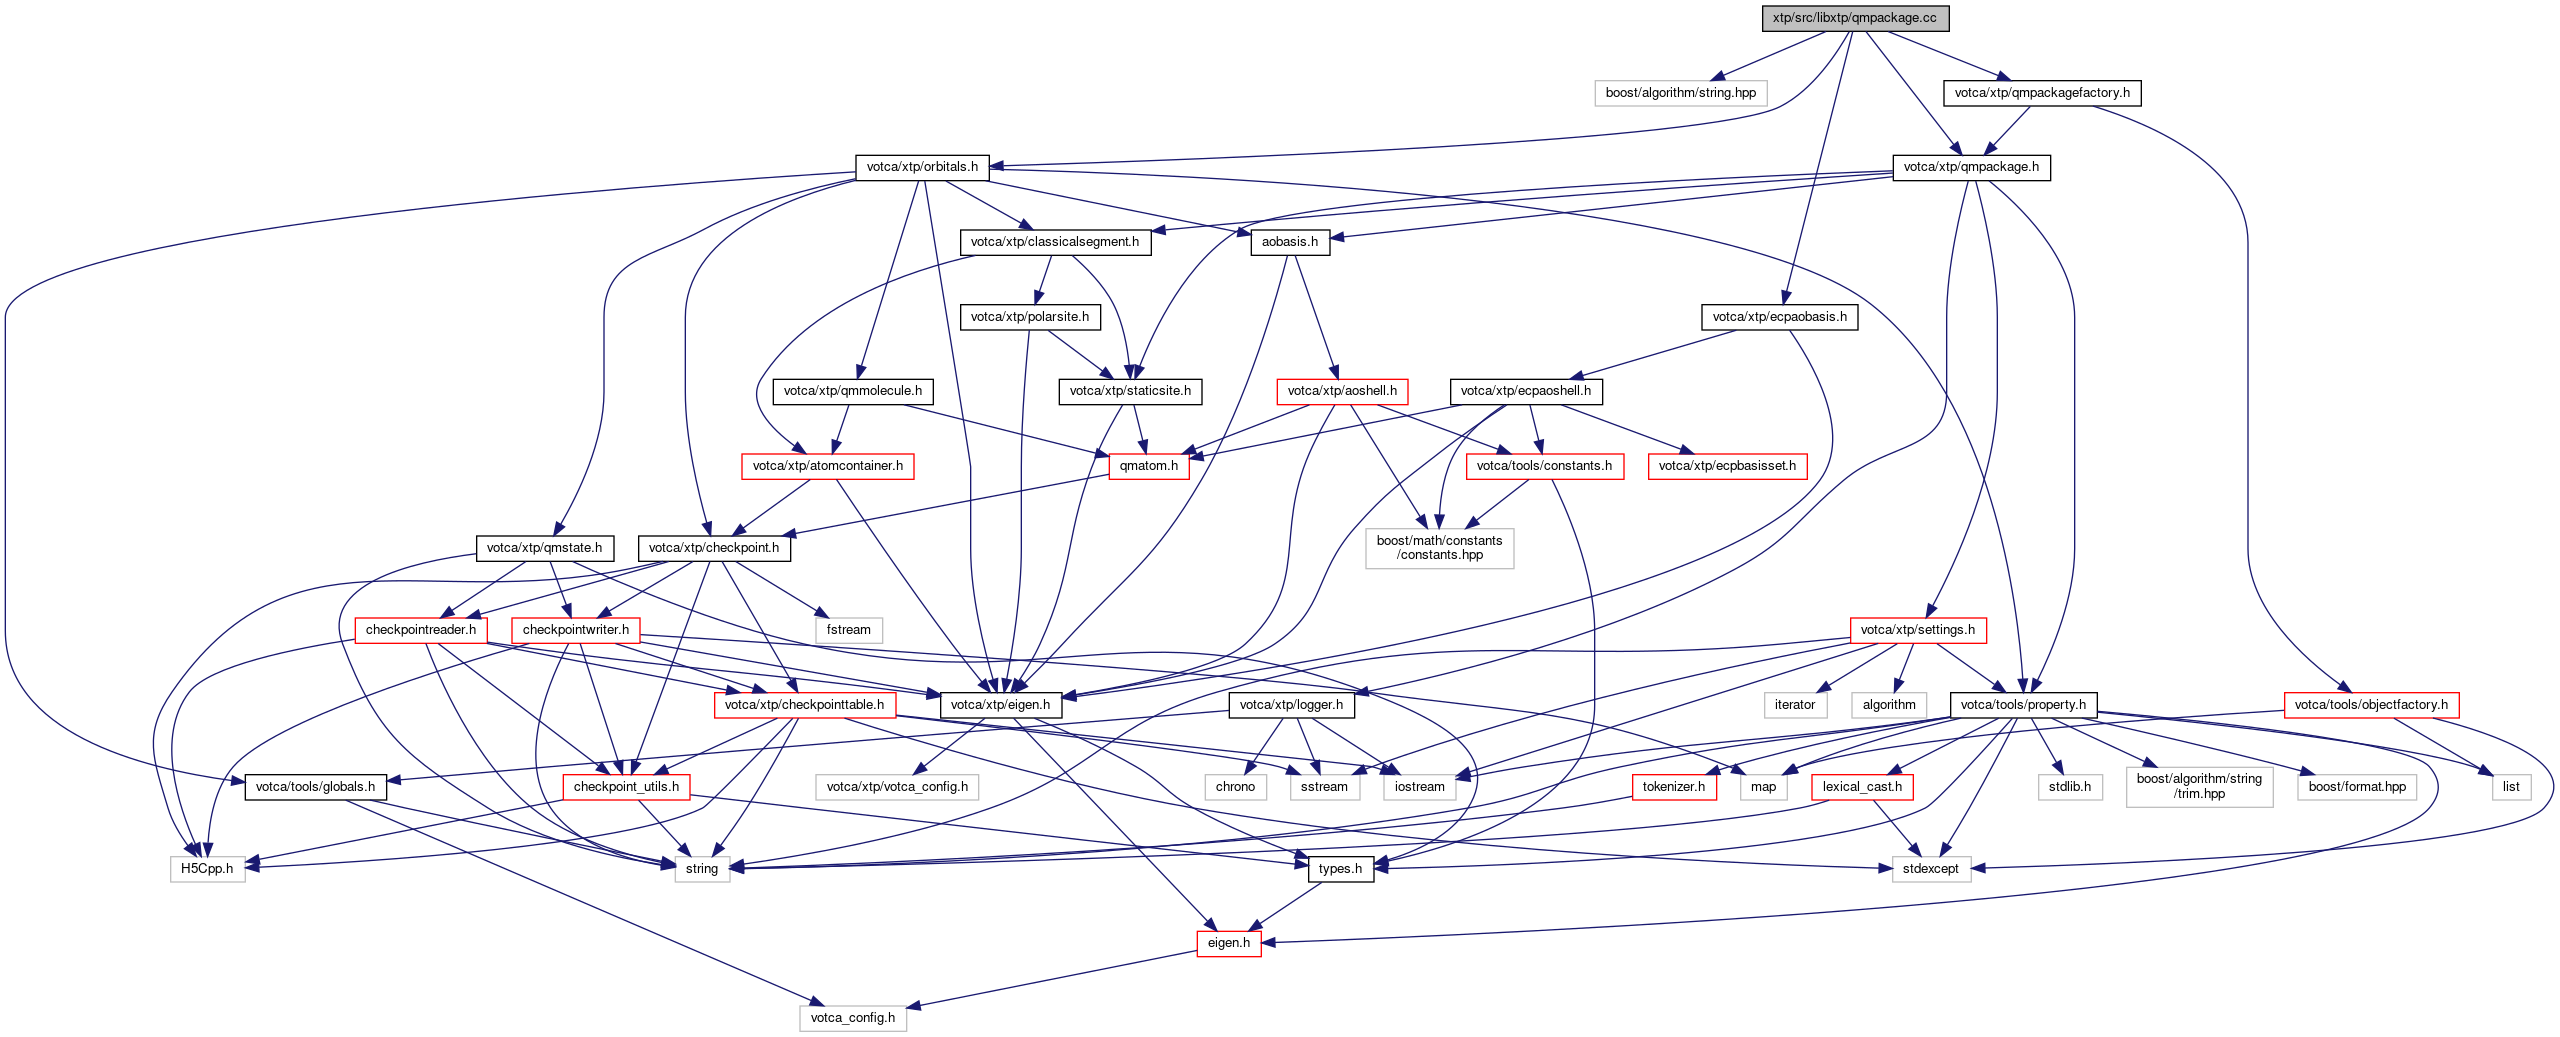 xtp/src/libxtp/qmpackage.cc
boost/algorithm/string.hpp
votca/xtp/qmpackagefactory.h
votca/xtp/orbitals.h
votca/xtp/qmpackage.h
votca/xtp/classicalsegment.h
aobasis.h
votca/xtp/polarsite.h
votca/xtp/ecpaobasis.h
votca/xtp/qmmolecule.h
votca/xtp/staticsite.h
votca/xtp/aoshell.h
votca/xtp/ecpaoshell.h
votca/xtp/atomcontainer.h
qmatom.h
votca/tools/constants.h
votca/xtp/ecpbasisset.h
votca/xtp/qmstate.h
votca/xtp/checkpoint.h
boost/math/constants
/constants.hpp
checkpointreader.h
checkpointwriter.h
fstream
votca/xtp/settings.h
votca/xtp/checkpointtable.h
votca/xtp/eigen.h
votca/xtp/logger.h
iterator
algorithm
votca/tools/property.h
votca/tools/objectfactory.h
votca/tools/globals.h
checkpoint_utils.h
votca/xtp/votca_config.h
chrono
sstream
iostream
tokenizer.h
map
lexical_cast.h
stdlib.h
boost/algorithm/string
/trim.hpp
boost/format.hpp
list
H5Cpp.h
string
types.h
stdexcept
eigen.h
votca_config.h